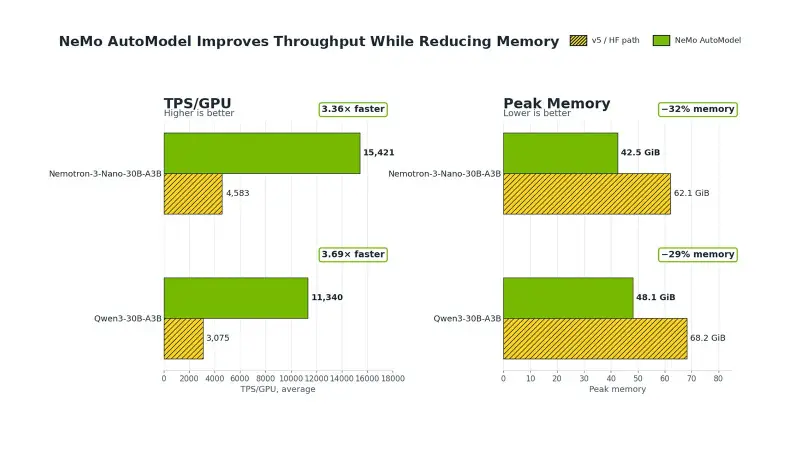 NeMo AutoModel Improves Throughput While Reducing Memory
v5 / HF path
NeMo AutoModel
TPS/GPU
Higher is better
3.36× faster
15,421
Nemotron-3-Nano-30B-A3B
4,583
3.69× faster
11,340
Qwen3-30B-A3B
3,075
0 2000 4000 6000 8000 10000 12000 14000 16000 18000
TPS/GPU, average
Peak Memory
Lower is better
−32% memory
42.5 GiB
Nemotron-3-Nano-30B-A3B
62.1 GiB
−29% memory
48.1 GiB
Qwen3-30B-A3B
68.2 GiB
0 10 20 30 40 50 60 70 80
Peak memory